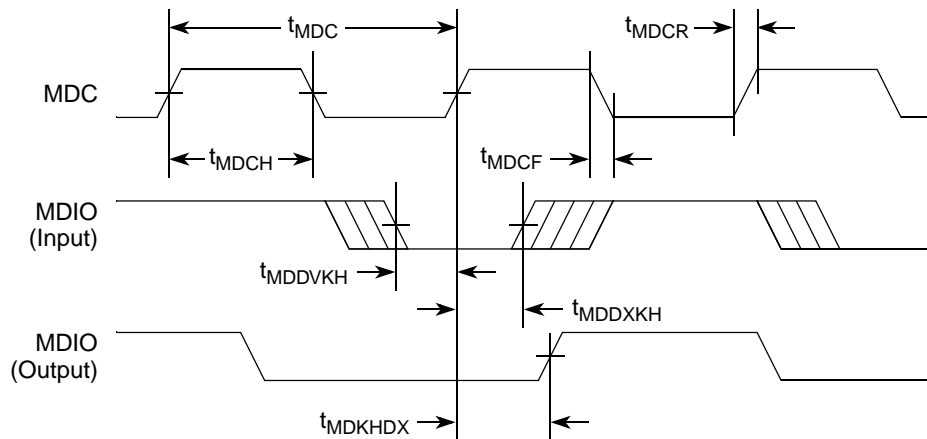 tMDC
tMDCR
MDC
tMDCH
tMDCF
MDIO
(Input)
tMDDVKH
tMDDXKH
MDIO
(Output)
tMDKHDX